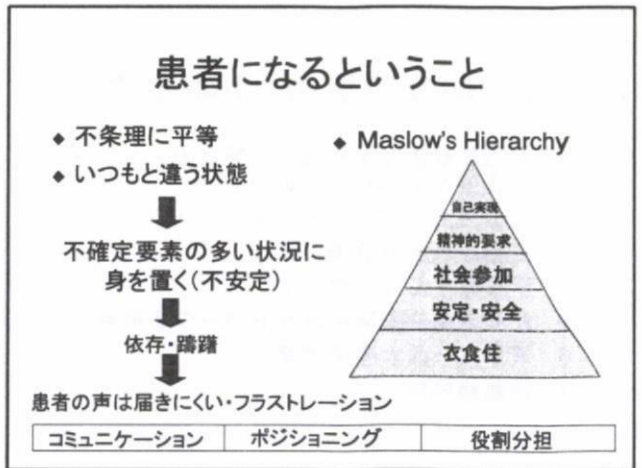 患者になるということ
◆ 不条理に平等
◆ いつもと違う状態
不確定要素の多い状況に
身を置く(不安定)
依存・躊躇
患者の声は届きにくい・フラストレーション
◆ Maslow's Hierarchy
自己実現
精神的要求
社会参加
安定・安全
衣食住
コミュニケーション
ポジショニング
役割分担